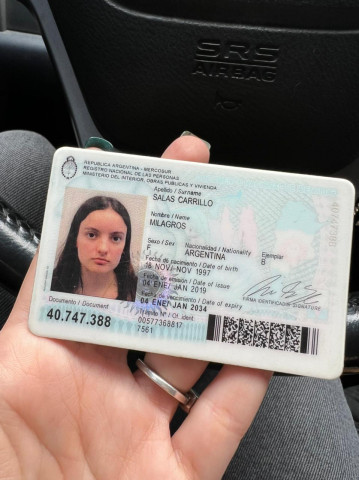 SRS
AIRBAG
REPUBLICA ARGENTINA - MERCOSUR
REGISTRO NACIONAL DE LAS PERSONAS
MINISTERIO DEL INTERIOR, OBRAS PUBLICAS Y VIVIENDA
Apellido / Surname
SALAS CARRILLO
Nombre / Name
MILAGROS
Sexo / Sex Nacionalidad / Nationality Ejemplar
F ARGENTINA B
Fecha de nacimiento / Date of birth
16 NOV/ NOV 1997
Fecha de emisión / Date of issue
04 ENE/ JAN 2019
Fecha de vencimiento / Date of expiry
04 ENE/ JAN 2034
FIRMA CERTIFICADO/ SIGNATURE
Documento / Document
40.747.388
Trámite Nº / Of. ident.
00577368817
7561